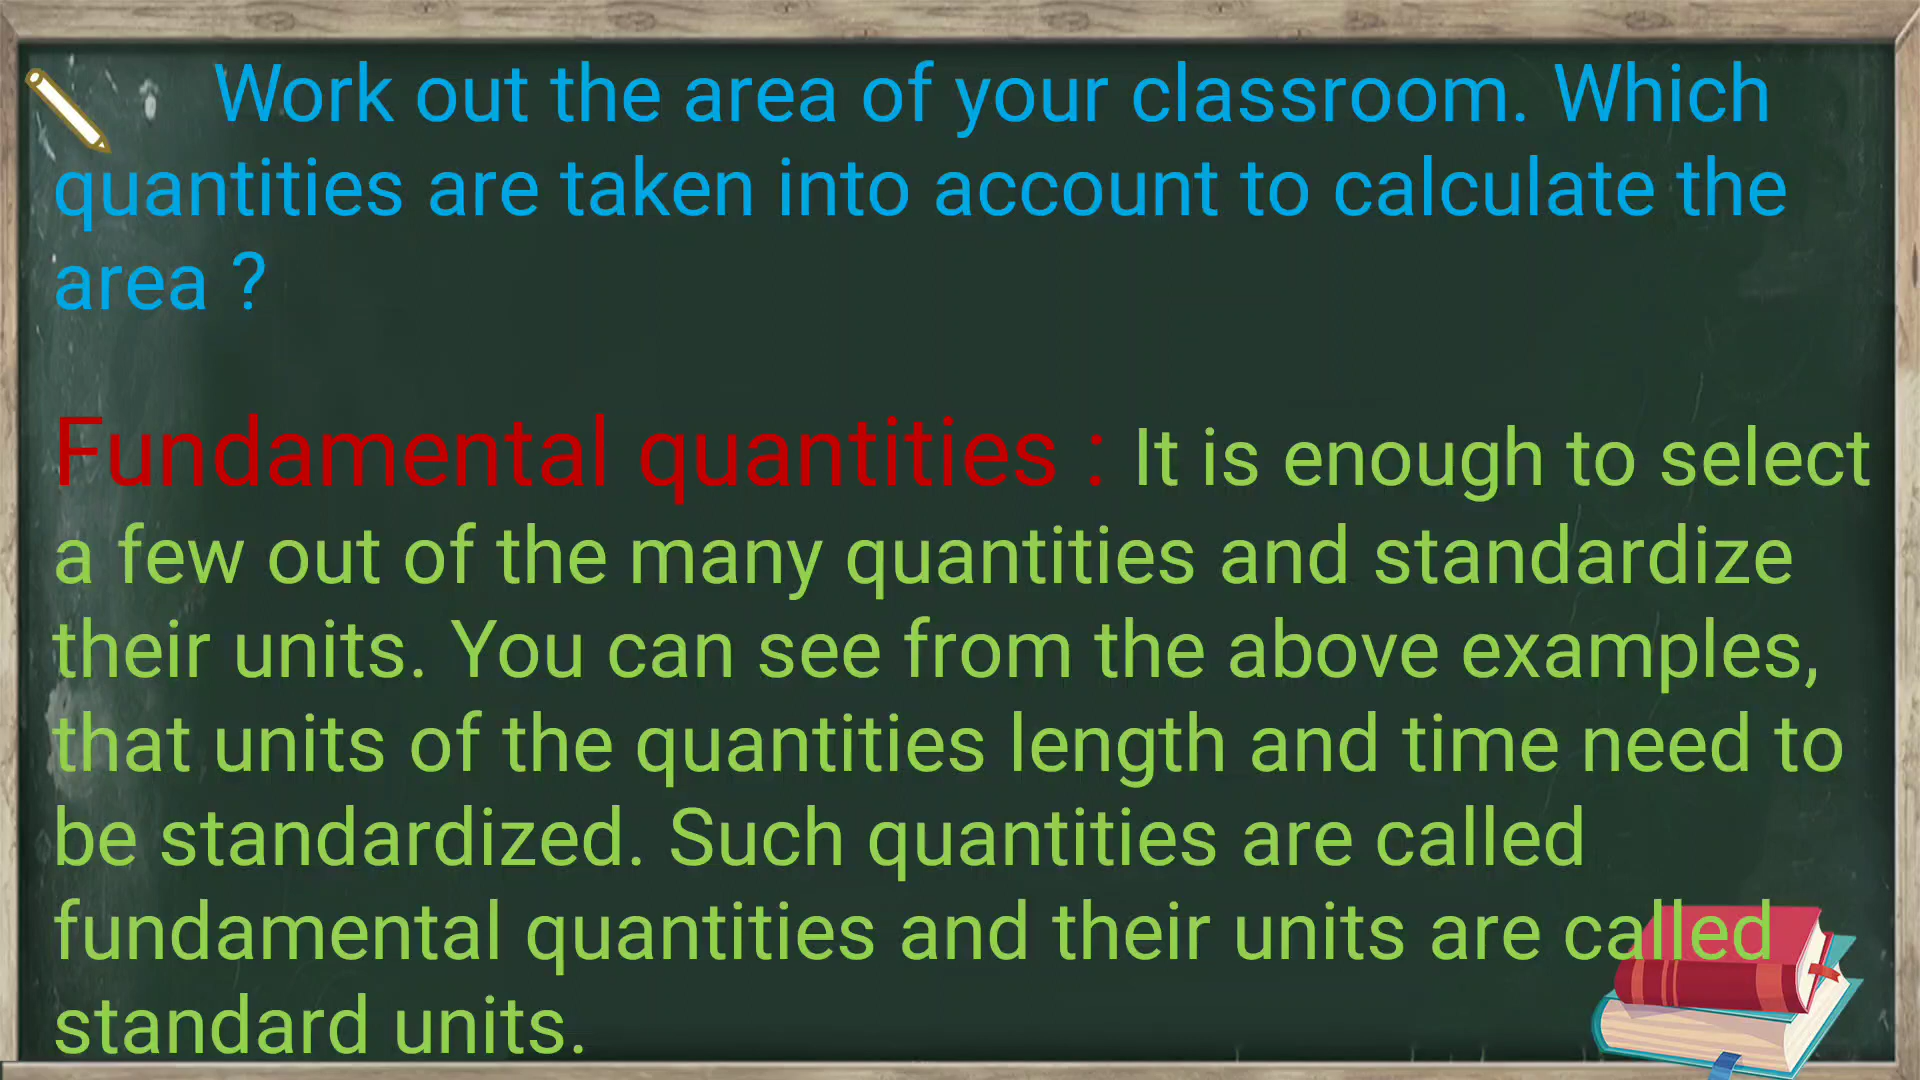 Work out the area of your classroom. Which
quantities are taken into account to calculate the
area ?
Fundamental quantities : It is enough to select
a few out of the many quantities and standardize
their units. You can see from the above examples,
that units of the quantities length and time need to
be standardized. Such quantities are called
fundamental quantities and their units are called
standard units.